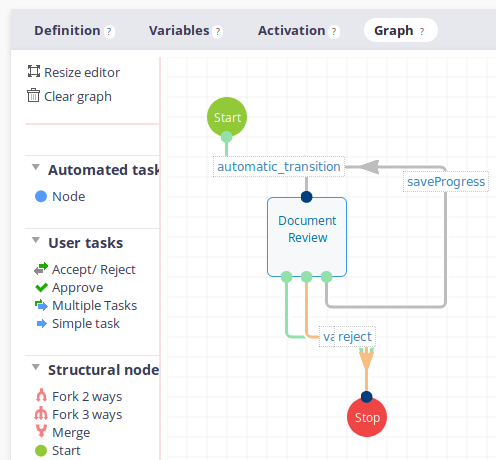 Definition ?
Variables ?
Activation ?
Graph ?
Resize editor
Clear graph
Automated task
Node
User tasks
Accept/ Reject
Approve
Multiple Tasks
Simple task
Structural node
Fork 2 ways
Fork 3 ways
Merge
Start
Start
automatic_transition
saveProgress
Document
Review
va
reject
Stop